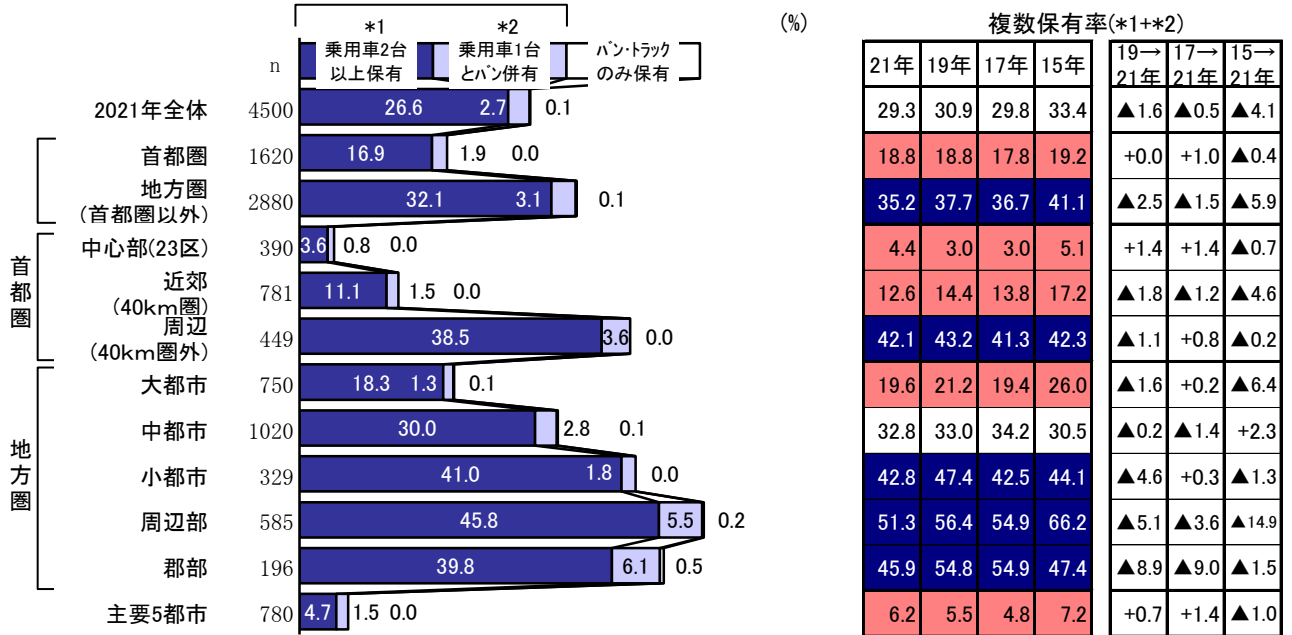 (%)
複数保有率(*1+*2)
*1 *2
乗用車2台 乗用車1台 バン・トラック
n 以上保有 とバン併有 のみ保有
21年 19年 17年 15年 19→ 17→ 15→
21年 21年 21年
2021年全体 4500 26.6 2.7 0.1 29.3 30.9 29.8 33.4 ▲1.6 ▲0.5 ▲4.1
首都圏 1620 16.9 1.9 0.0 18.8 18.8 17.8 19.2 +0.0 +1.0 ▲0.4
地方圏
(首都圏以外) 2880 32.1 3.1 0.1 35.2 37.7 36.7 41.1 ▲2.5 ▲1.5 ▲5.9
首都圏
中心部(23区) 390 3.6 0.8 0.0 4.4 3.0 3.0 5.1 +1.4 +1.4 ▲0.7
近郊
(40km圏) 781 11.1 1.5 0.0 12.6 14.4 13.8 17.2 ▲1.8 ▲1.2 ▲4.6
周辺
(40km圏外) 449 38.5 3.6 0.0 42.1 43.2 41.3 42.3 ▲1.1 +0.8 ▲0.2
地方圏
大都市 750 18.3 1.3 0.1 19.6 21.2 19.4 26.0 ▲1.6 +0.2 ▲6.4
中都市 1020 30.0 2.8 0.1 32.8 33.0 34.2 30.5 ▲0.2 ▲1.4 +2.3
小都市 329 41.0 1.8 0.0 42.8 47.4 42.5 44.1 ▲4.6 +0.3 ▲1.3
周辺部 585 45.8 5.5 0.2 51.3 56.4 54.9 66.2 ▲5.1 ▲3.6 ▲14.9
郡部 196 39.8 6.1 0.5 45.9 54.8 54.9 47.4 ▲8.9 ▲9.0 ▲1.5
主要5都市 780 4.7 1.5 0.0 6.2 5.5 4.8 7.2 +0.7 +1.4 ▲1.0